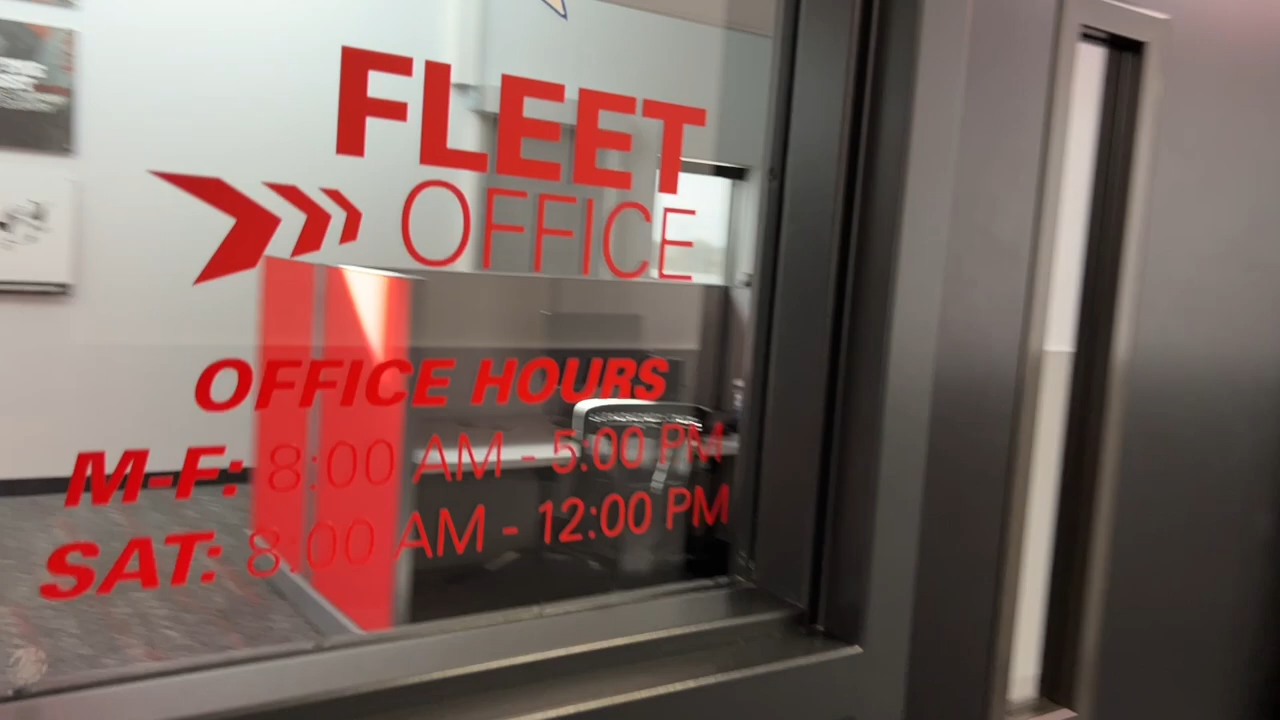 FLEET
OFFICE
OFFICE HOURS
M-F: 8:00 AM - 5:00 PM
SAT: 8:00 AM - 12:00 PM